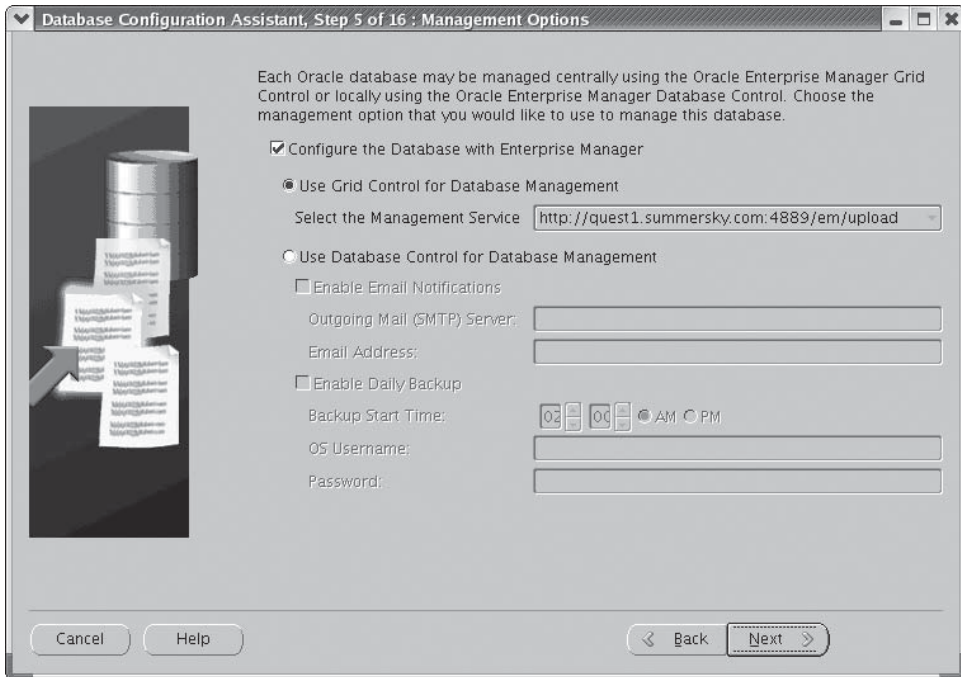 Database Configuration Assistant, Step 5 of 16 : Management Options
Each Oracle database may be managed centrally using the Oracle Enterprise Manager Grid
Control or locally using the Oracle Enterprise Manager Database Control. Choose the
management option that you would like to use to manage this database.
Configure the Database with Enterprise Manager
Use Grid Control for Database Management
Select the Management Service http://quest1.summersky.com:4889/em/upload
Use Database Control for Database Management
Enable Email Notifications
Outgoing Mail (SMTP) Server:
Email Address:
Enable Daily Backup
Backup Start Time: 02 00 AM PM
OS Username:
Password:
Cancel Help Back Next